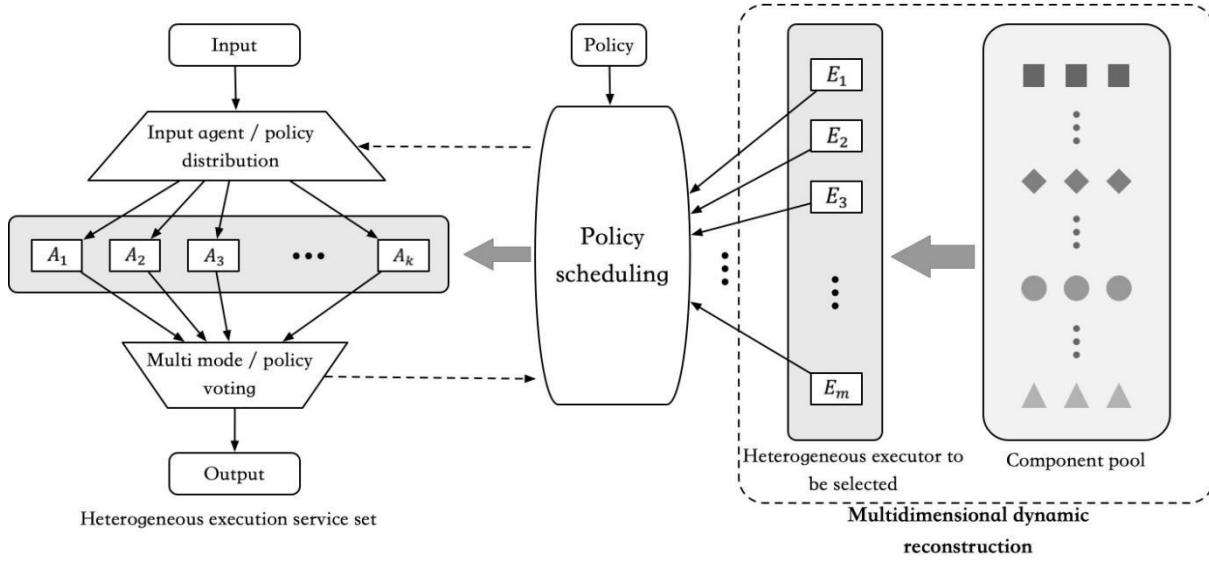 Input
Input agent / policy
distribution
A₁
A₂
A₃
•••
Aₖ
Multi mode / policy
voting
Output
Heterogeneous execution service set
Policy
Policy
scheduling
E₁
E₂
E₃
Eₘ
Heterogeneous executor to
be selected
Component pool
Multidimensional dynamic
reconstruction